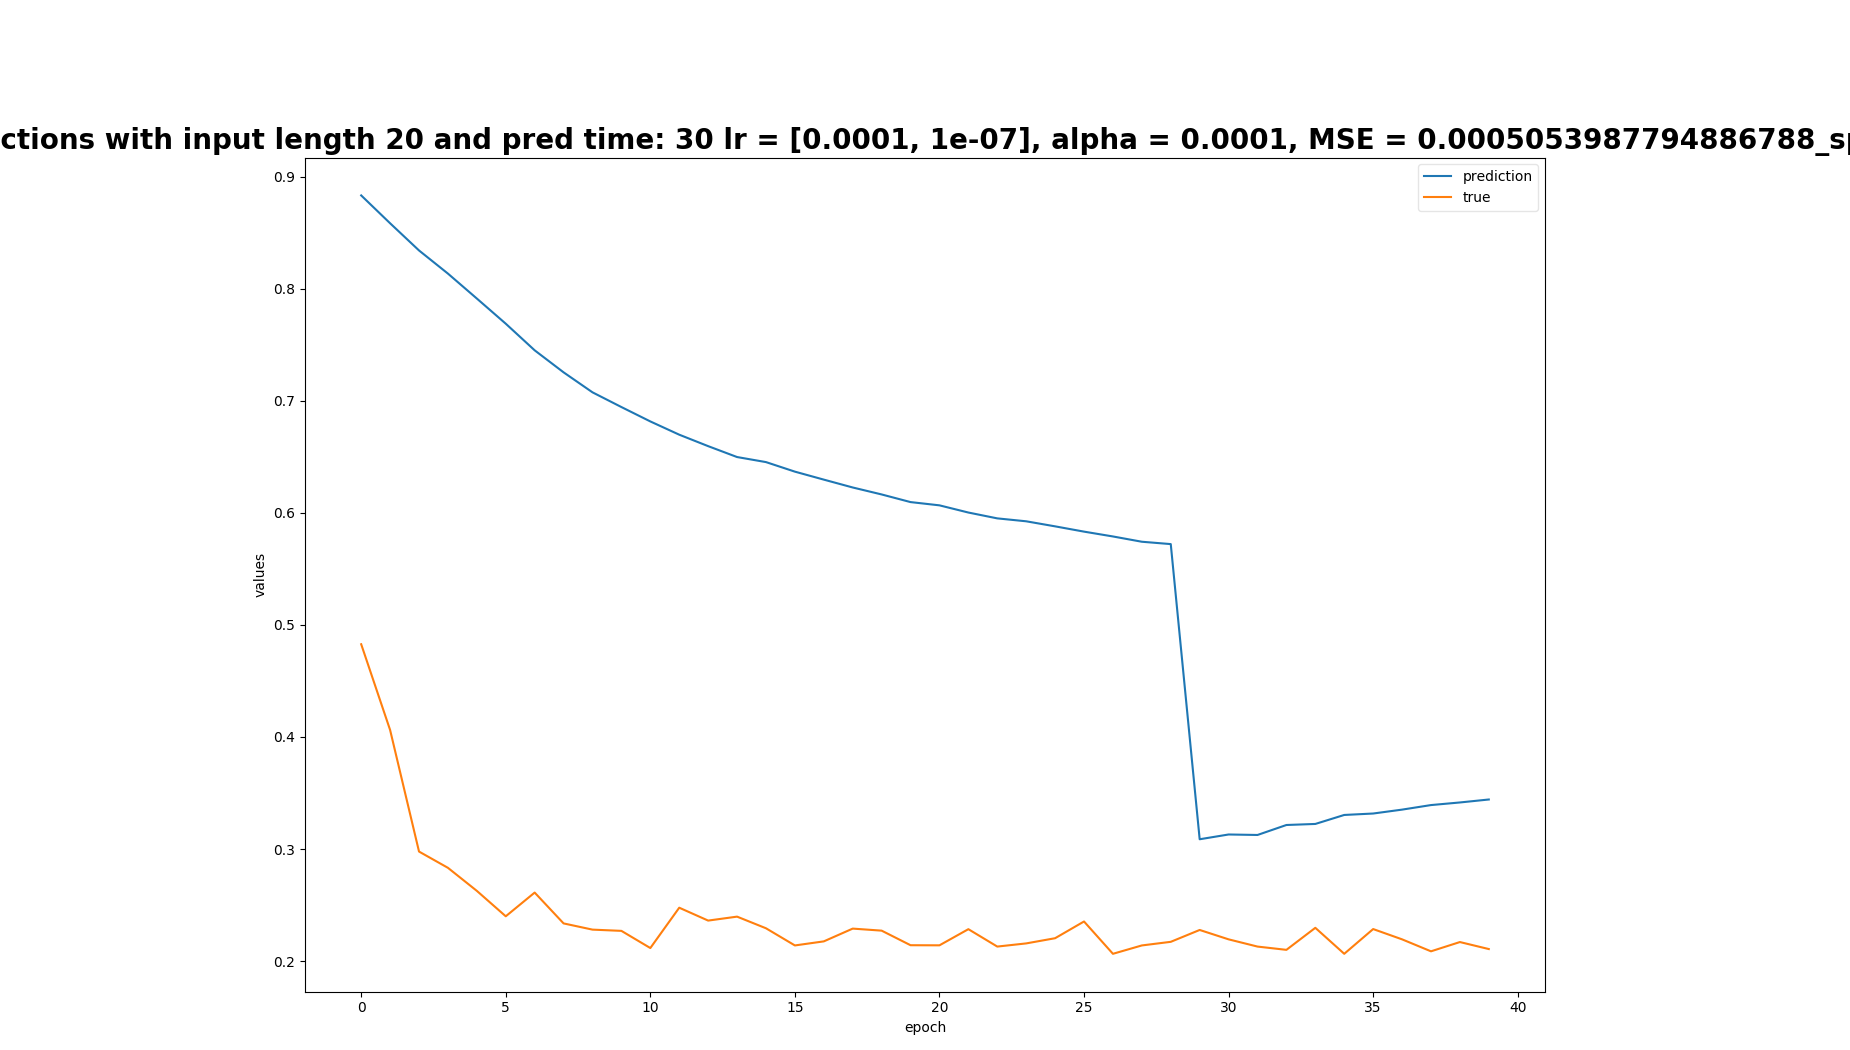 ctions with input length 20 and pred time: 30 lr = [0.0001, 1e-07], alpha = 0.0001, MSE = 0.0005053987794886788_sp
prediction
true
0.9
0.8
0.7
0.6
0.5
0.4
0.3
0.2
values
0 5 10 15 20 25 30 35 40
epoch